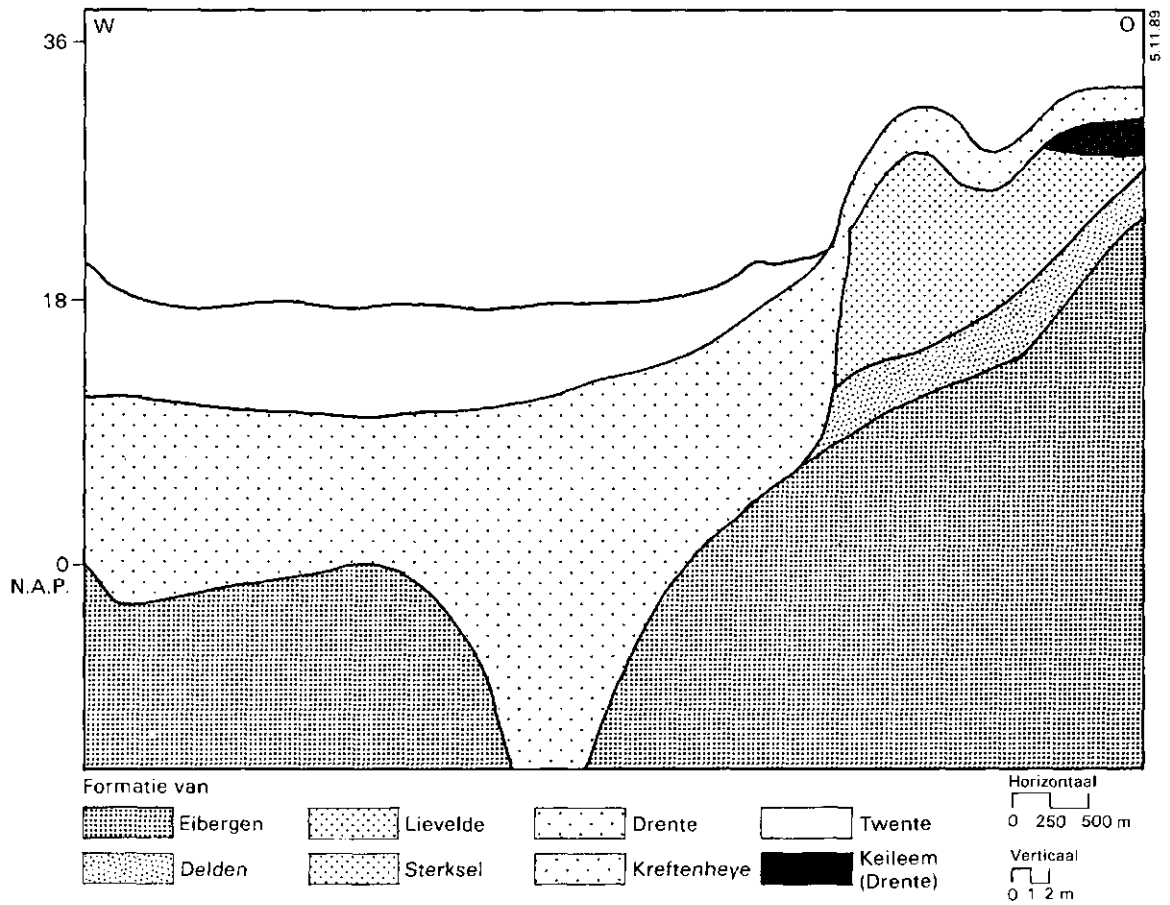 W
O
5.11.89
36
18
0
N.A.P.
Formatie van
Eibergen
Lievelde
Drente
Twente
Delden
Sterksel
Kreftenheye
Keileem
(Drente)
Horizontaal
0 250 500 m
Verticaal
0 1 2 m